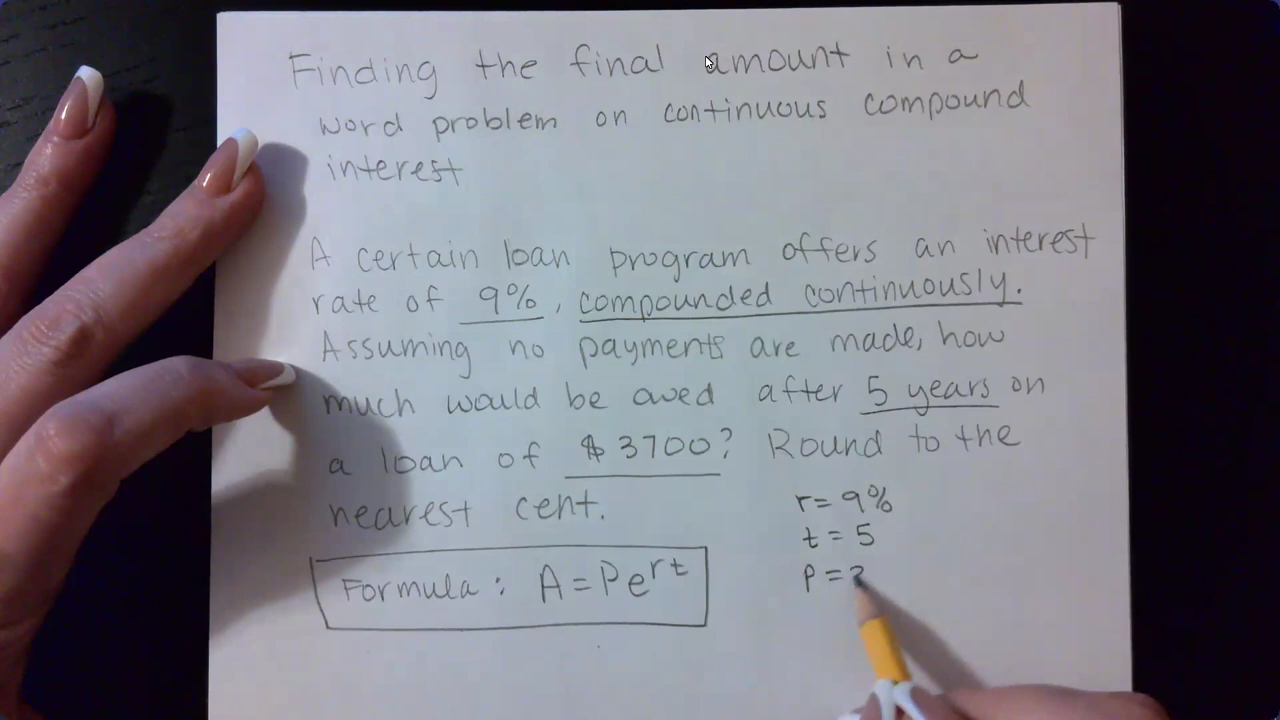 Finding the final amount in a
word problem on continuous compound
interest
A certain loan program offers an interest
rate of 9%, compounded continuously.
Assuming no payments are made, how
much would be owed after 5 years on
a loan of $3700? Round to the
nearest cent.
r = 9%
t = 5
P =
Formula: A = Pe^rt